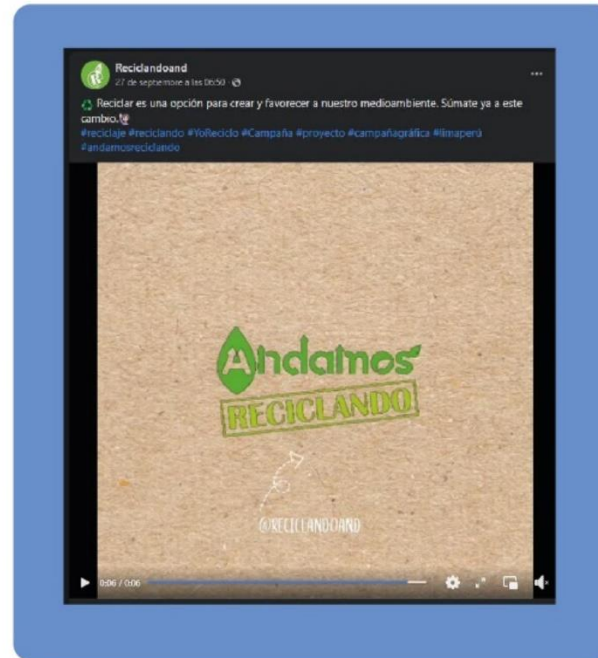 Reciclandoand
27 de septiembre a las 06:50
Reciclar es una opción para crear y favorecer a nuestro medioambiente. Súmate ya a este
cambio.
#reciclaje #reciclando #YoReciclo #Campaña #proyecto #campañagráfica #limaperú
#andamosreciclando
Andamos
RECICLANDO
@RECICLANDOAND
0:06 / 0:06